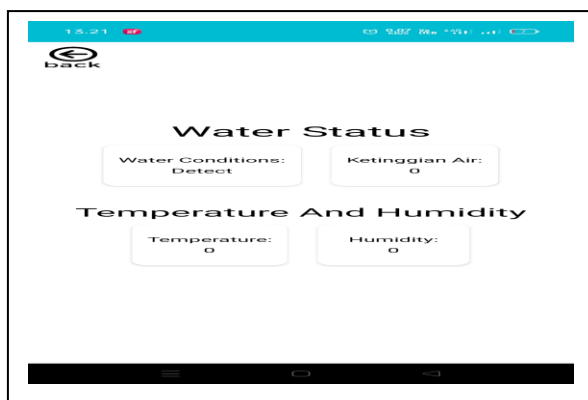 13.21
back
Water Status
Water Conditions:
Detect
Ketinggian Air:
0
Temperature And Humidity
Temperature:
0
Humidity:
0